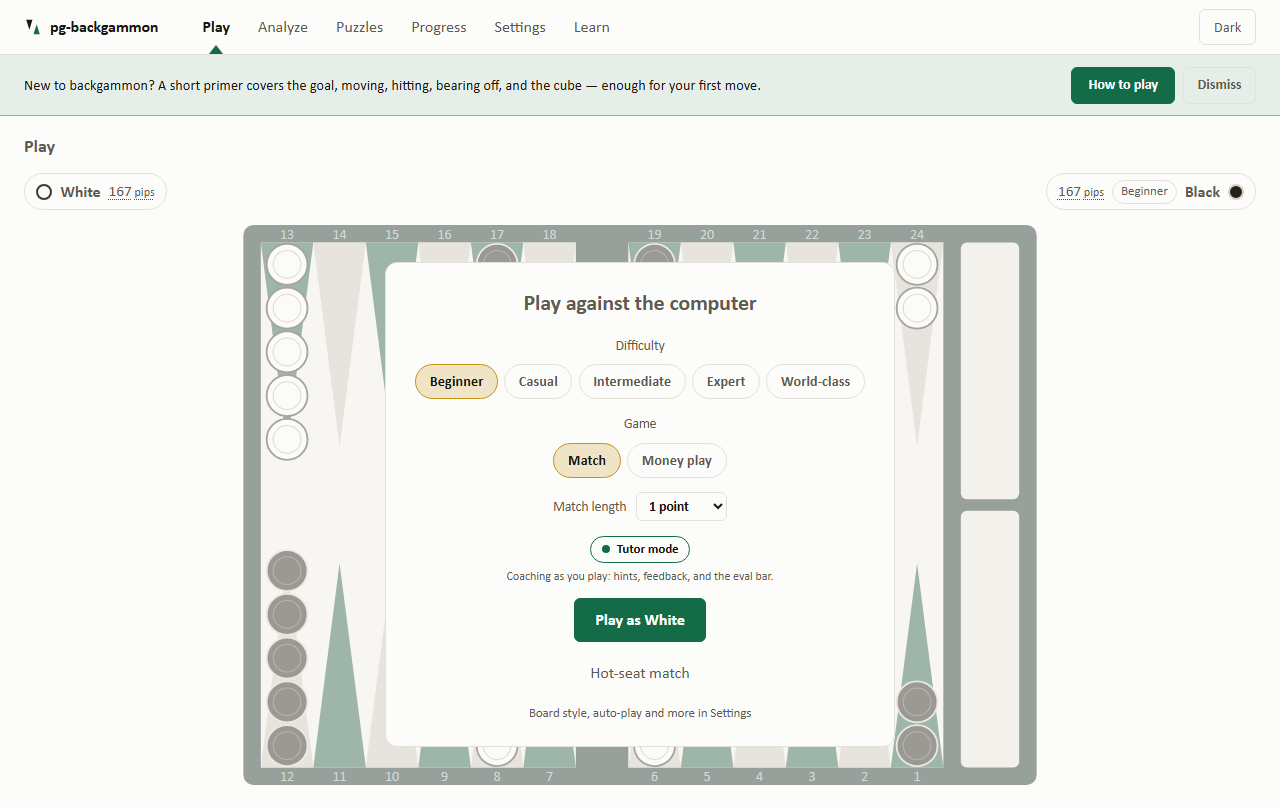 pg-backgammon Play Analyze Puzzles Progress Settings Learn Dark
New to backgammon? A short primer covers the goal, moving, hitting, bearing off, and the cube — enough for your first move. How to play Dismiss
Play
White 167 pips 167 pips Beginner Black
13 14 15 16 17 18 19 20 21 22 23 24
Play against the computer
Difficulty
Beginner Casual Intermediate Expert World-class
Game
Match Money play
Match length 1 point
Tutor mode
Coaching as you play: hints, feedback, and the eval bar.
Play as White
Hot-seat match
Board style, auto-play and more in Settings
12 11 10 9 8 7 6 5 4 3 2 1